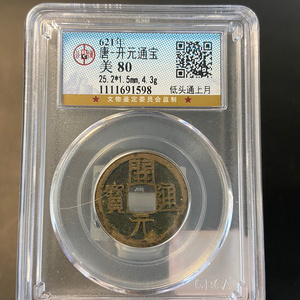 621年
唐-开元通宝
美 80
25.2*1.5mm,4.3g
1111691598
低头通上月
文物鉴定委员会监制
開元通寶